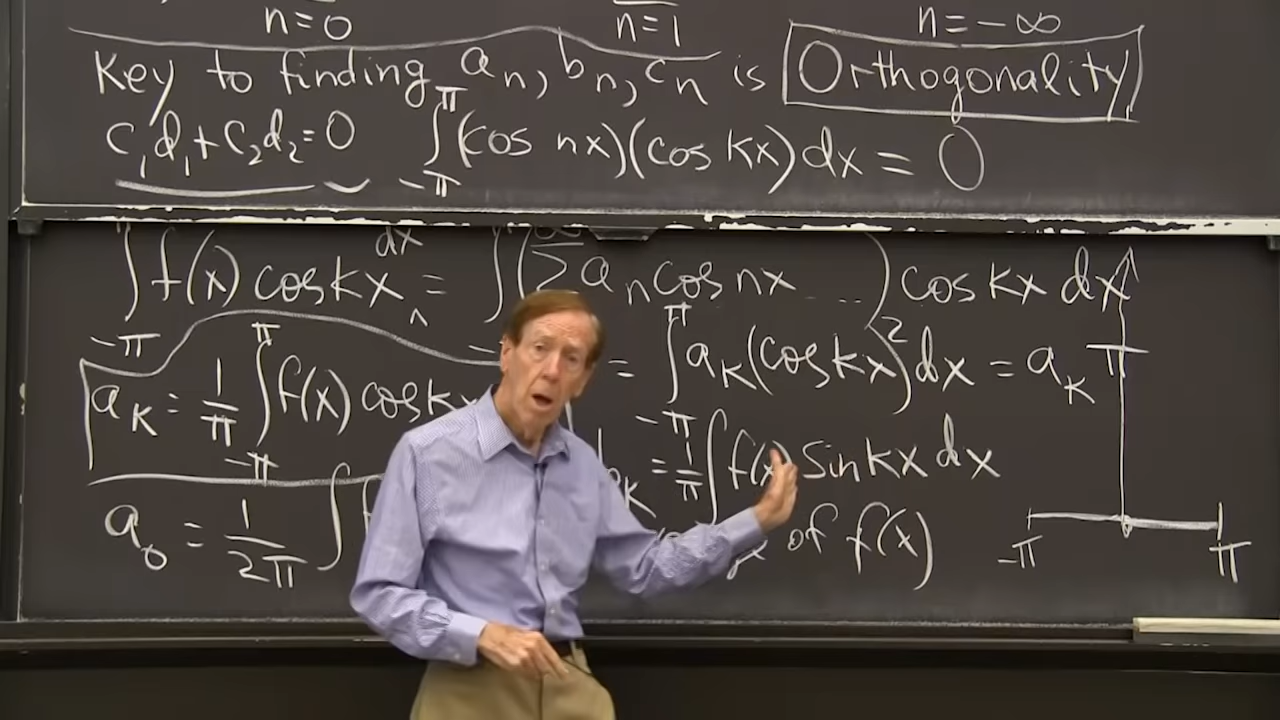 n=0 n=1 n=-∞
Key to finding a_n, b_n, c_n is Orthogonality
c_1d_1+c_2d_2=0 ∫_{-π}^{π}(cos nx)(cos kx)dx = 0
∫_{-π} f(x) cos kx dx = ∫(∑^∞ a_n cos nx ...) cos kx dx
= ∫_{-π}^{π} a_k(cos kx)^2 dx = a_k π
a_k = 1/π ∫_{-π}^{π} f(x) cos kx
= 1/π ∫ f(x) sin kx dx
a_0 = 1/2π ∫ of f(x)
-π π